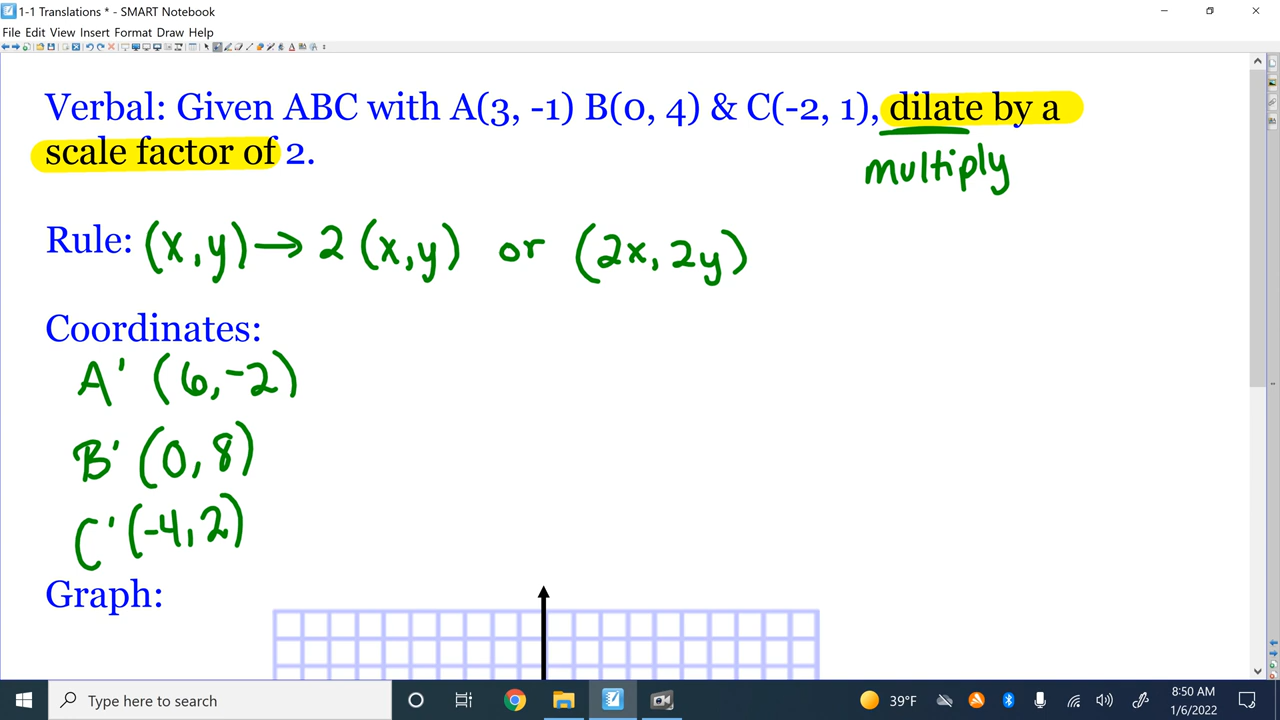 1-1 Translations * - SMART Notebook
File Edit View Insert Format Draw Help
Verbal: Given ABC with A(3, -1) B(0, 4) & C(-2, 1), dilate by a
scale factor of 2.
multiply
Rule: (x,y) → 2 (x,y) or (2x, 2y)
Coordinates:
A' (6,-2)
B' (0,8)
C' (-4,2)
Graph:
Type here to search
39°F
8:50 AM
1/6/2022